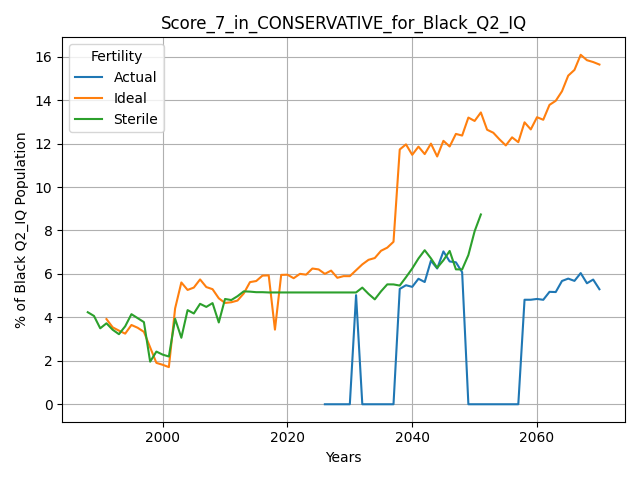 Score_7_in_CONSERVATIVE_for_Black_Q2_IQ
Fertility
Actual
Ideal
Sterile
% of Black Q2_IQ Population
16
14
12
10
8
6
4
2
0
2000
2020
2040
2060
Years